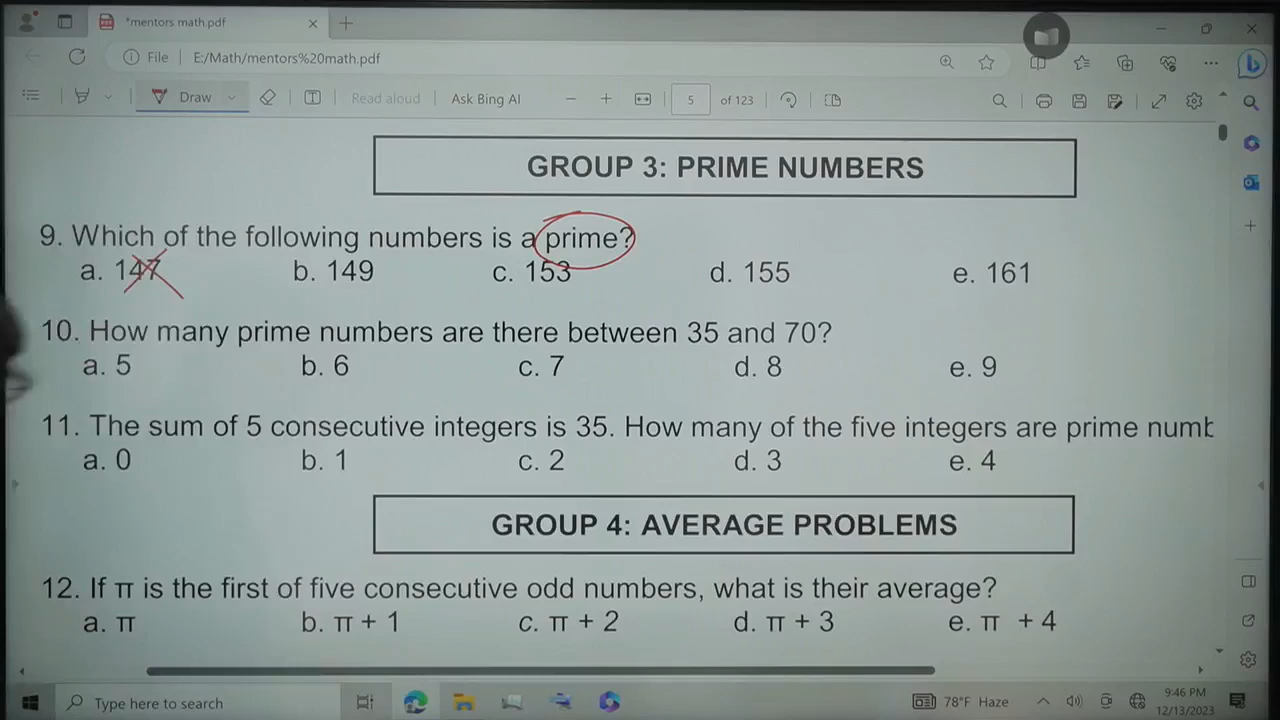 *mentors math.pdf
File | E:/Math/mentors%20math.pdf
Draw Read aloud Ask Bing AI 5 of 123
GROUP 3: PRIME NUMBERS
9. Which of the following numbers is a prime?
a. 147 b. 149 c. 153 d. 155 e. 161
10. How many prime numbers are there between 35 and 70?
a. 5 b. 6 c. 7 d. 8 e. 9
11. The sum of 5 consecutive integers is 35. How many of the five integers are prime numb
a. 0 b. 1 c. 2 d. 3 e. 4
GROUP 4: AVERAGE PROBLEMS
12. If π is the first of five consecutive odd numbers, what is their average?
a. π b. π + 1 c. π + 2 d. π + 3 e. π + 4
Type here to search 78°F Haze 9:46 PM
12/13/2023